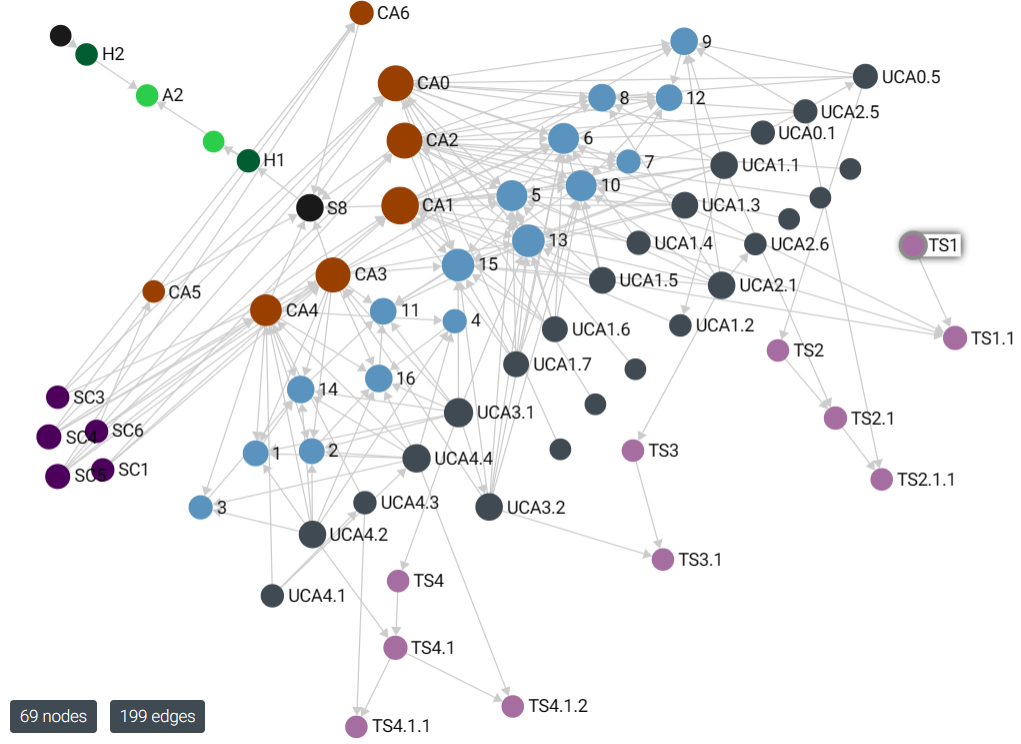 CA6
H2
9
CA0
UCA0.5
A2
8
12
UCA2.5
UCA0.1
CA2
6
H1
7
UCA1.1
10
5
CA1
S8
UCA1.3
13
UCA1.4
UCA2.6
TS1
15
CA3
UCA1.5
UCA2.1
CA5
CA4
11
4
UCA1.2
UCA1.6
TS1.1
TS2
UCA1.7
16
14
SC3
UCA3.1
TS2.1
SC6
SC4
1
2
TS3
UCA4.4
SC1
SC5
TS2.1.1
UCA4.3
3
UCA3.2
UCA4.2
TS3.1
TS4
UCA4.1
TS4.1
TS4.1.2
69 nodes
199 edges
TS4.1.1